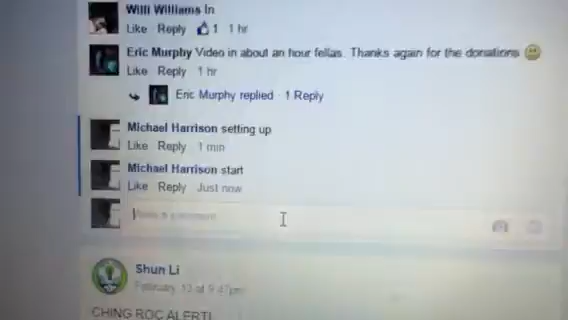 Willi Williams In
Like Reply 1 1 hr
Eric Murphy Video in about an hour fellas. Thanks again for the donations
Like Reply 1 hr
Eric Murphy replied · 1 Reply
Michael Harrison setting up
Like Reply 1 min
Michael Harrison start
Like Reply Just now
Write a comment
Shun Li
February 13 at 9:47pm
CHING ROC ALERT!